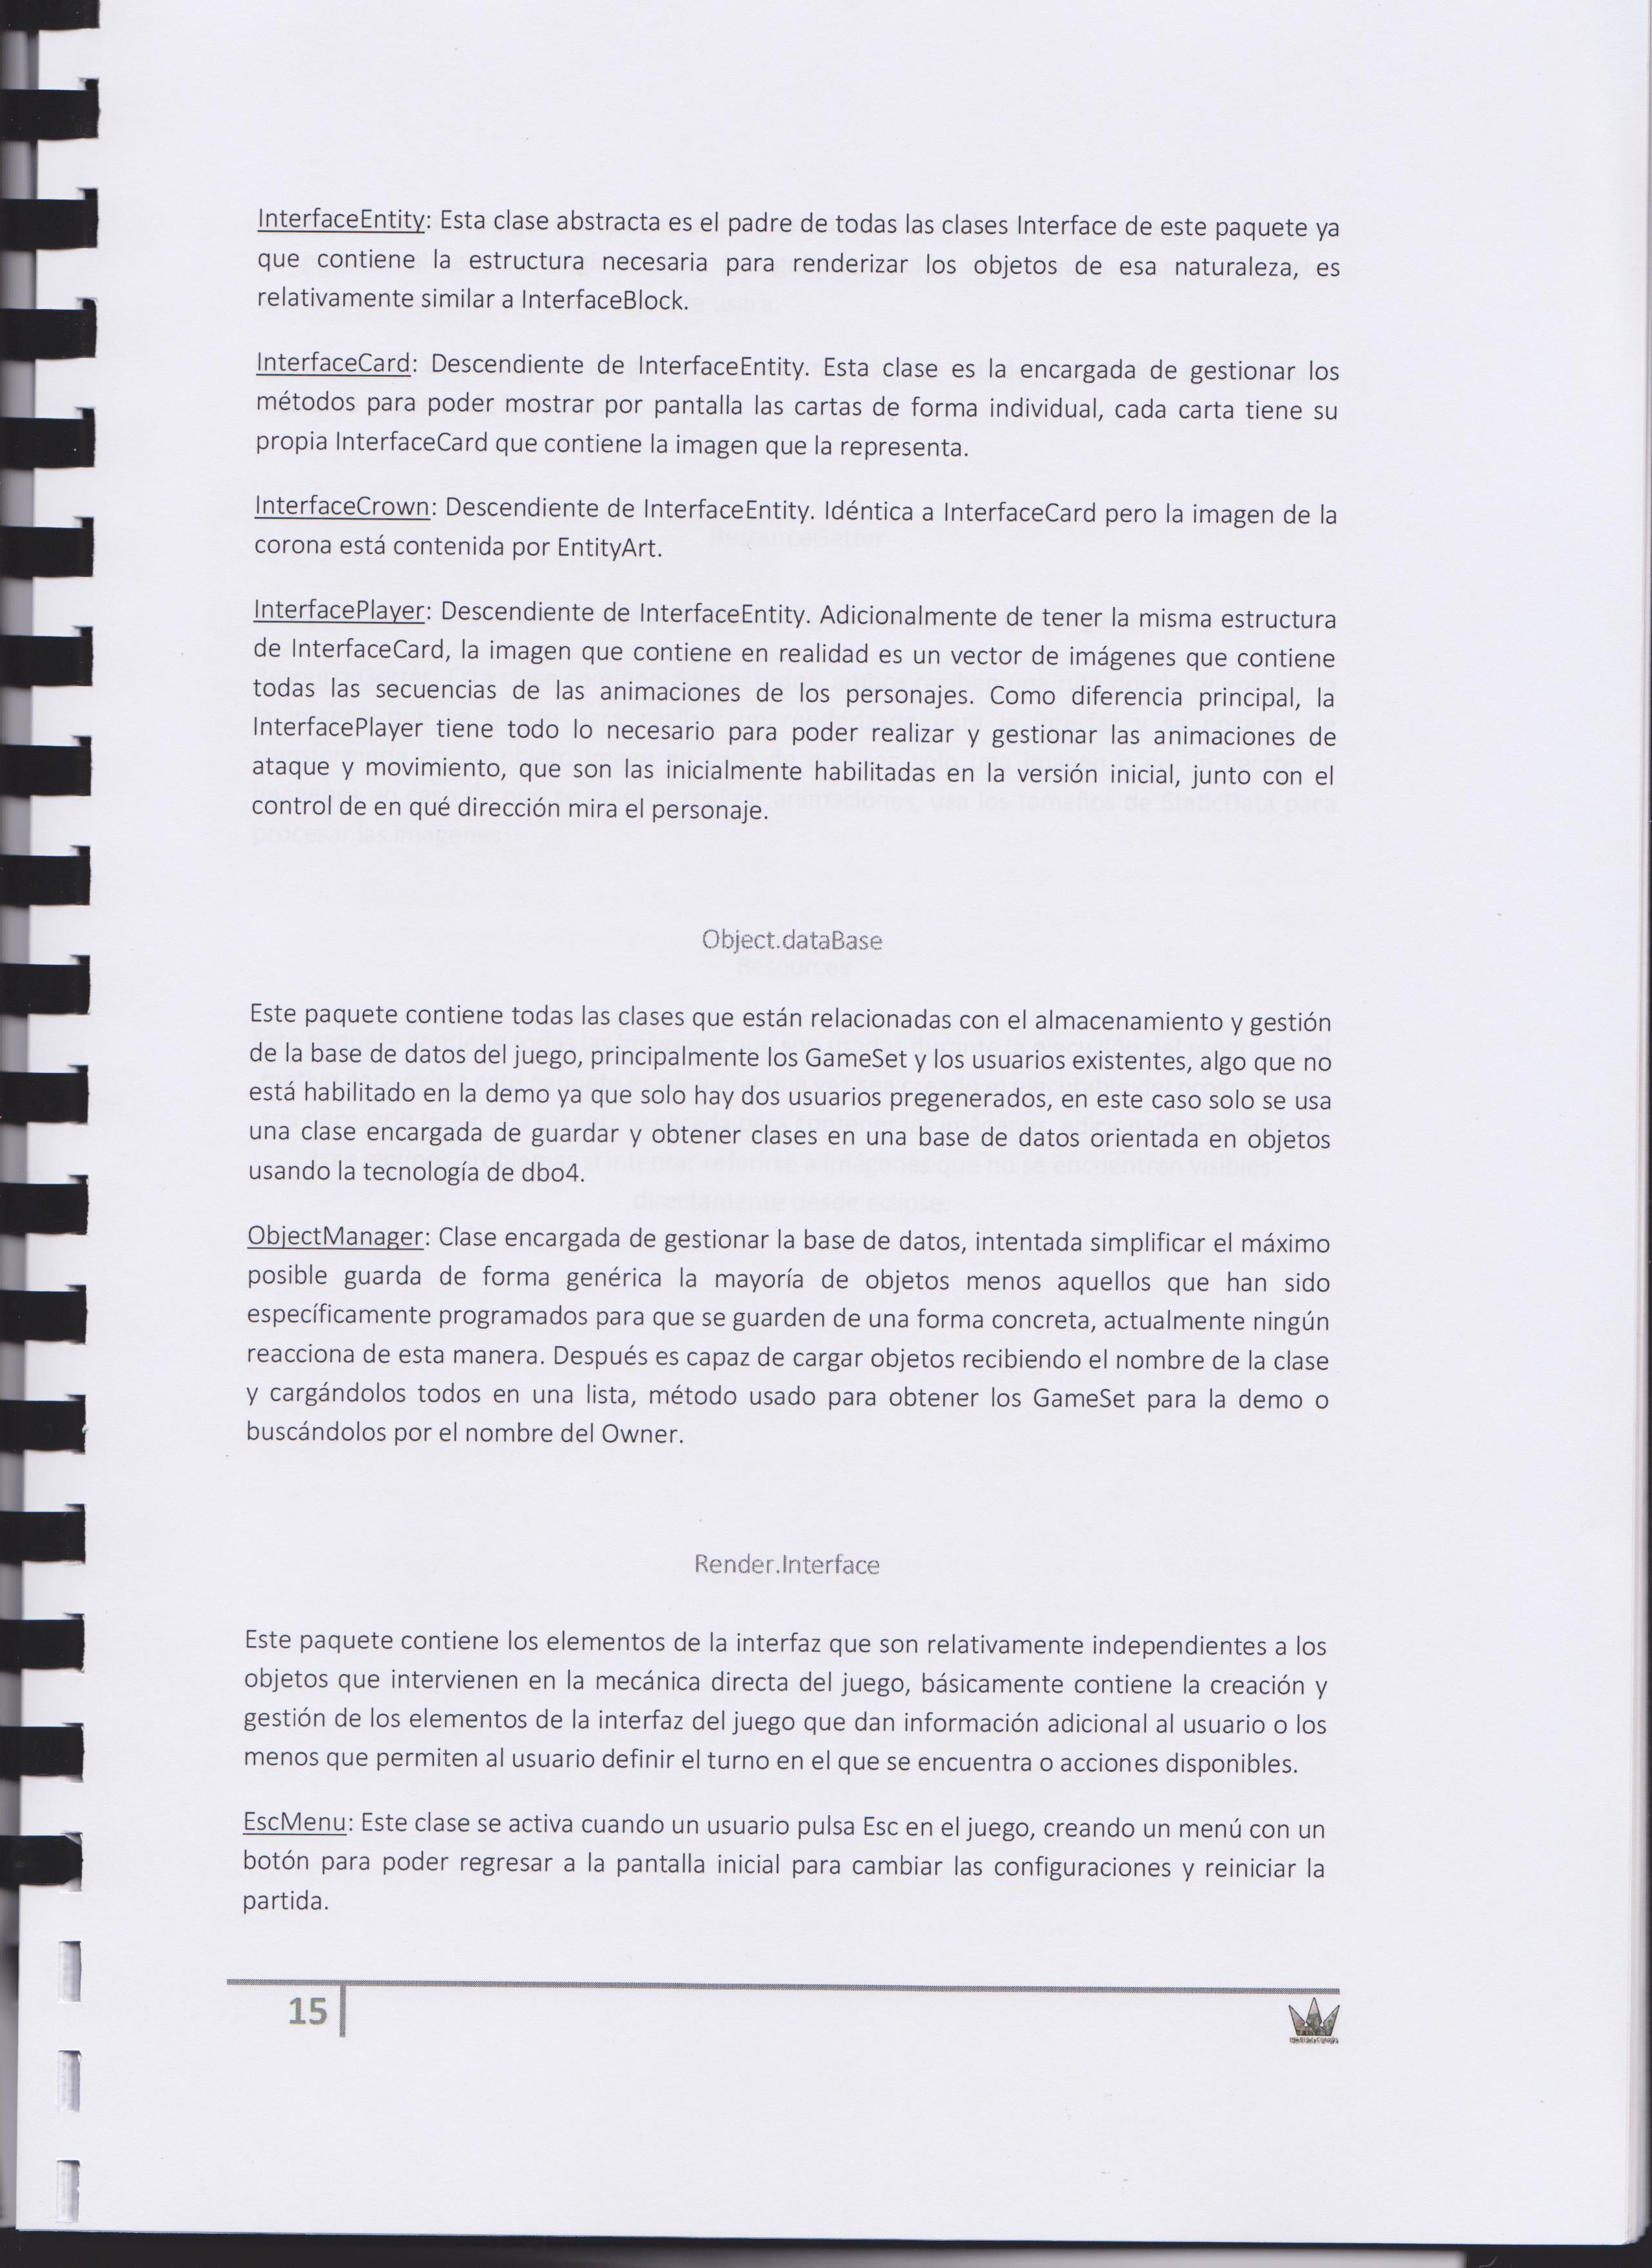 InterfaceEntity: Esta clase abstracta es el padre de todas las clases Interface de este paquete ya
que contiene la estructura necesaria para renderizar los objetos de esa naturaleza, es
relativamente similar a InterfaceBlock.
InterfaceCard: Descendiente de InterfaceEntity. Esta clase es la encargada de gestionar los
métodos para poder mostrar por pantalla las cartas de forma individual, cada carta tiene su
propia InterfaceCard que contiene la imagen que la representa.
InterfaceCrown: Descendiente de InterfaceEntity. Idéntica a InterfaceCard pero la imagen de la
corona está contenida por EntityArt.
InterfacePlayer: Descendiente de InterfaceEntity. Adicionalmente de tener la misma estructura
de InterfaceCard, la imagen que contiene en realidad es un vector de imágenes que contiene
todas las secuencias de las animaciones de los personajes. Como diferencia principal, la
InterfacePlayer tiene todo lo necesario para poder realizar y gestionar las animaciones de
ataque y movimiento, que son las inicialmente habilitadas en la versión inicial, junto con el
control de en qué dirección mira el personaje.
Object.dataBase
Este paquete contiene todas las clases que están relacionadas con el almacenamiento y gestión
de la base de datos del juego, principalmente los GameSet y los usuarios existentes, algo que no
está habilitado en la demo ya que solo hay dos usuarios pregenerados, en este caso solo se usa
una clase encargada de guardar y obtener clases en una base de datos orientada en objetos
usando la tecnología de dbo4.
ObjectManager: Clase encargada de gestionar la base de datos, intentada simplificar el máximo
posible guarda de forma genérica la mayoría de objetos menos aquellos que han sido
específicamente programados para que se guarden de una forma concreta, actualmente ningún
reacciona de esta manera. Después es capaz de cargar objetos recibiendo el nombre de la clase
y cargándolos todos en una lista, método usado para obtener los GameSet para la demo o
buscándolos por el nombre del Owner.
Render.Interface
Este paquete contiene los elementos de la interfaz que son relativamente independientes a los
objetos que intervienen en la mecánica directa del juego, básicamente contiene la creación y
gestión de los elementos de la interfaz del juego que dan información adicional al usuario o los
menos que permiten al usuario definir el turno en el que se encuentra o acciones disponibles.
EscMenu: Este clase se activa cuando un usuario pulsa Esc en el juego, creando un menú con un
botón para poder regresar a la pantalla inicial para cambiar las configuraciones y reiniciar la
partida.
15